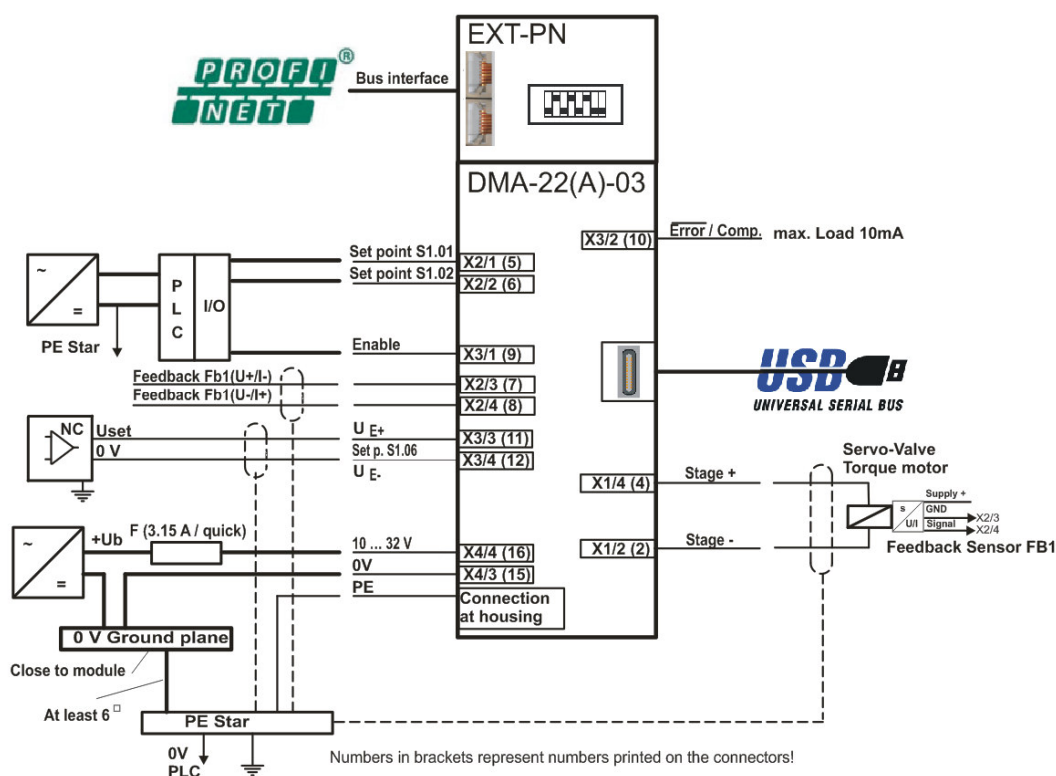 EXT-PN
PROFI®
NET
Bus interface
DMA-22(A)-03
X3/2 (10)
Error / Comp.
max. Load 10mA
Set point S1.01
Set point S1.02
X2/1 (5)
X2/2 (6)
~
=
P
L
C
I/O
PE Star
Enable
X3/1 (9)
Feedback Fb1(U+/I-)
Feedback Fb1(U-/I+)
X2/3 (7)
X2/4 (8)
USB
UNIVERSAL SERIAL BUS
NC
Uset
0 V
U E+
Set p. S1.06
U E-
X3/3 (11)
X3/4 (12)
Servo-Valve
Torque motor
X1/4 (4)
Stage +
s
U/I
Supply +
GND
Signal
X2/3
X2/4
Feedback Sensor FB1
X1/2 (2)
Stage -
~
=
+Ub
F (3.15 A / quick)
10 ... 32 V
0V
PE
X4/4 (16)
X4/3 (15)
Connection
at housing
0 V Ground plane
Close to module
At least 6 □
PE Star
0V
PLC
Numbers in brackets represent numbers printed on the connectors!